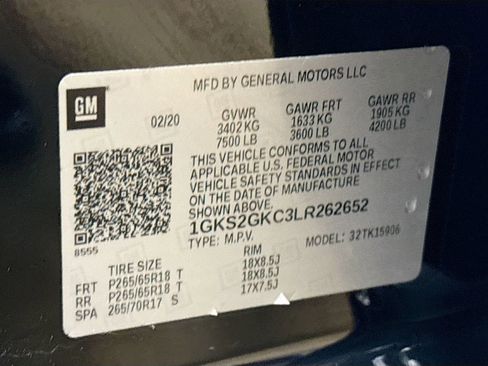 MFD BY GENERAL MOTORS LLC
GM
02/20
GVWR GAWR FRT GAWR RR
3402 KG 1633 KG 1905 KG
7500 LB 3600 LB 4200 LB
THIS VEHICLE CONFORMS TO ALL
APPLICABLE U.S. FEDERAL MOTOR
VEHICLE SAFETY STANDARDS IN EFFECT
ON THE DATE OF MANUFACTURE
SHOWN ABOVE.
1GKS2GKC3LR262652
8555
TYPE: M.P.V. MODEL: 32TK15906
TIRE SIZE RIM
FRT P265/65R18 T 18X8.5J
RR P265/65R18 T 18X8.5J
SPA 265/70R17 S 17X7.5J